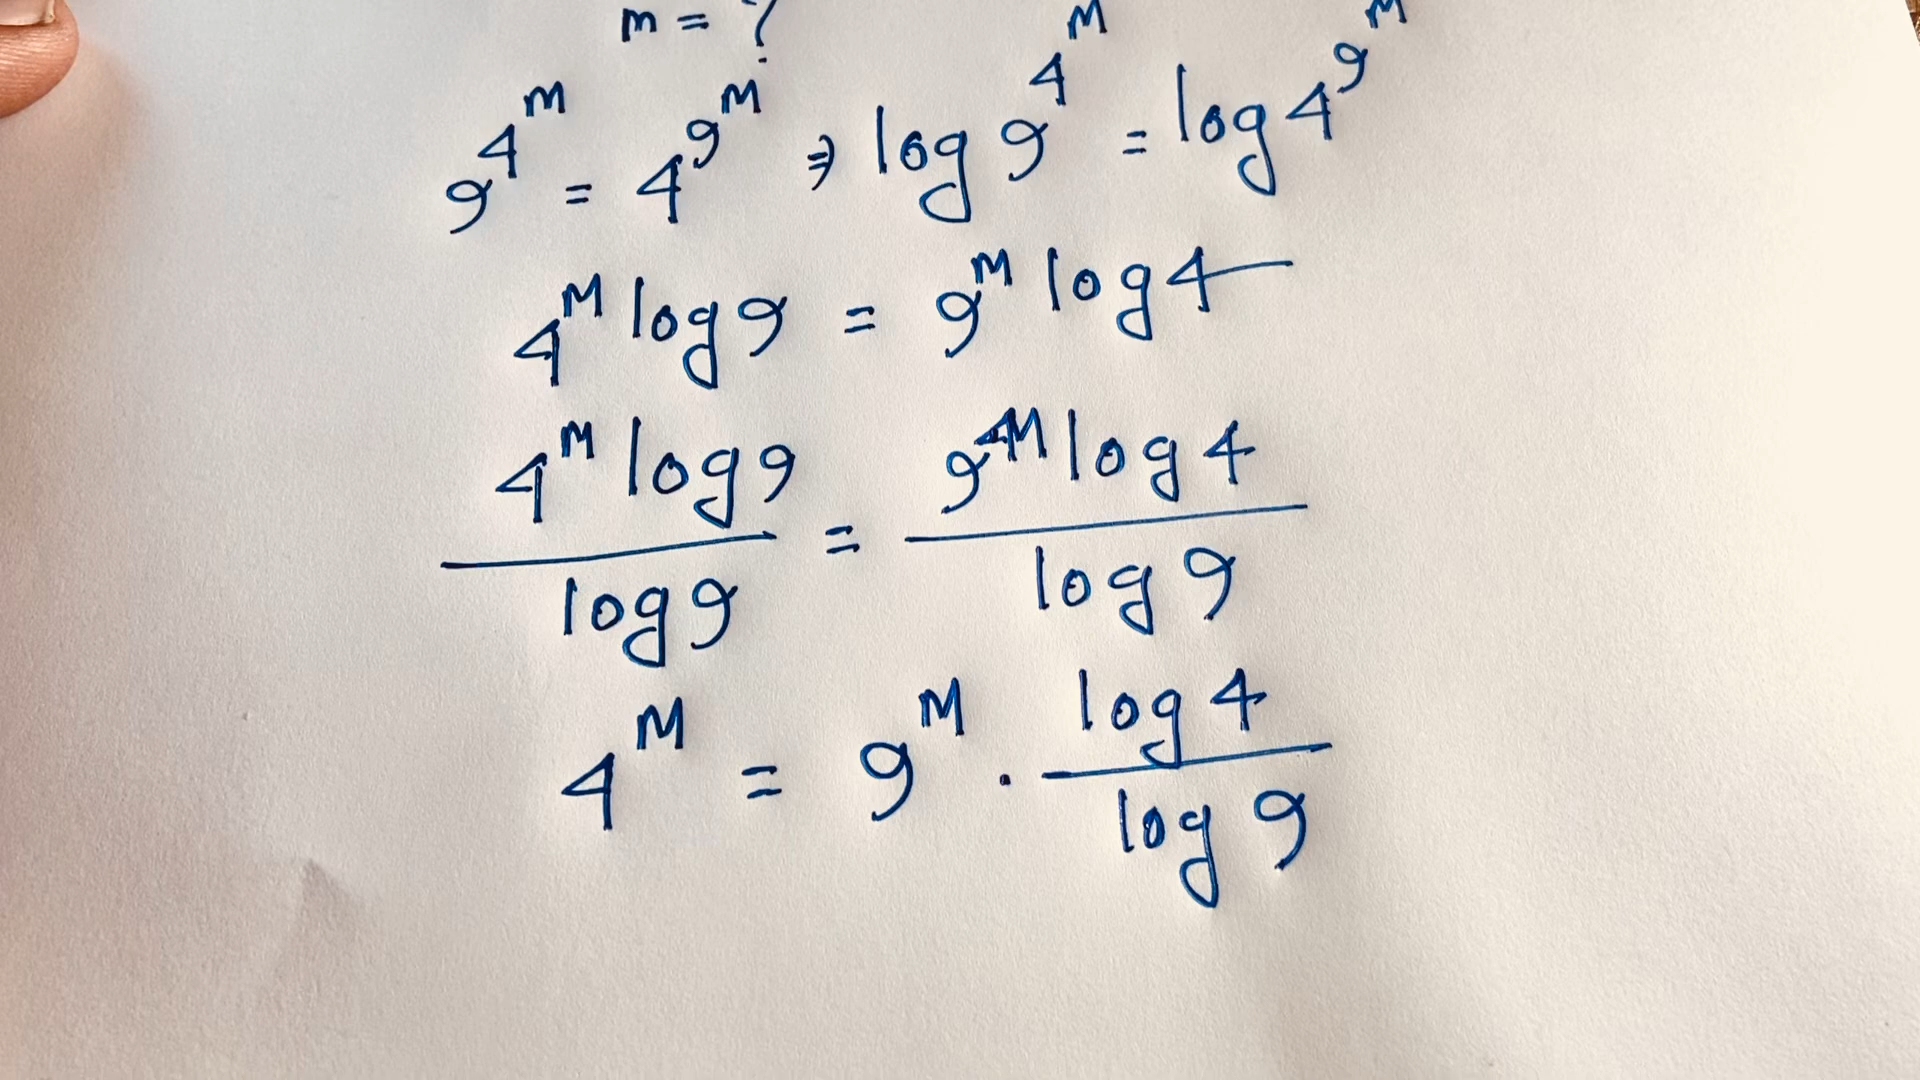 m = ?
9^4^M = 4^9^M ⇒ log 9^4^M = log 4^9^M
4^M log 9 = 9^M log 4
4^M log 9 / log 9 = 9^M log 4 / log 9
4^M = 9^M · log 4 / log 9